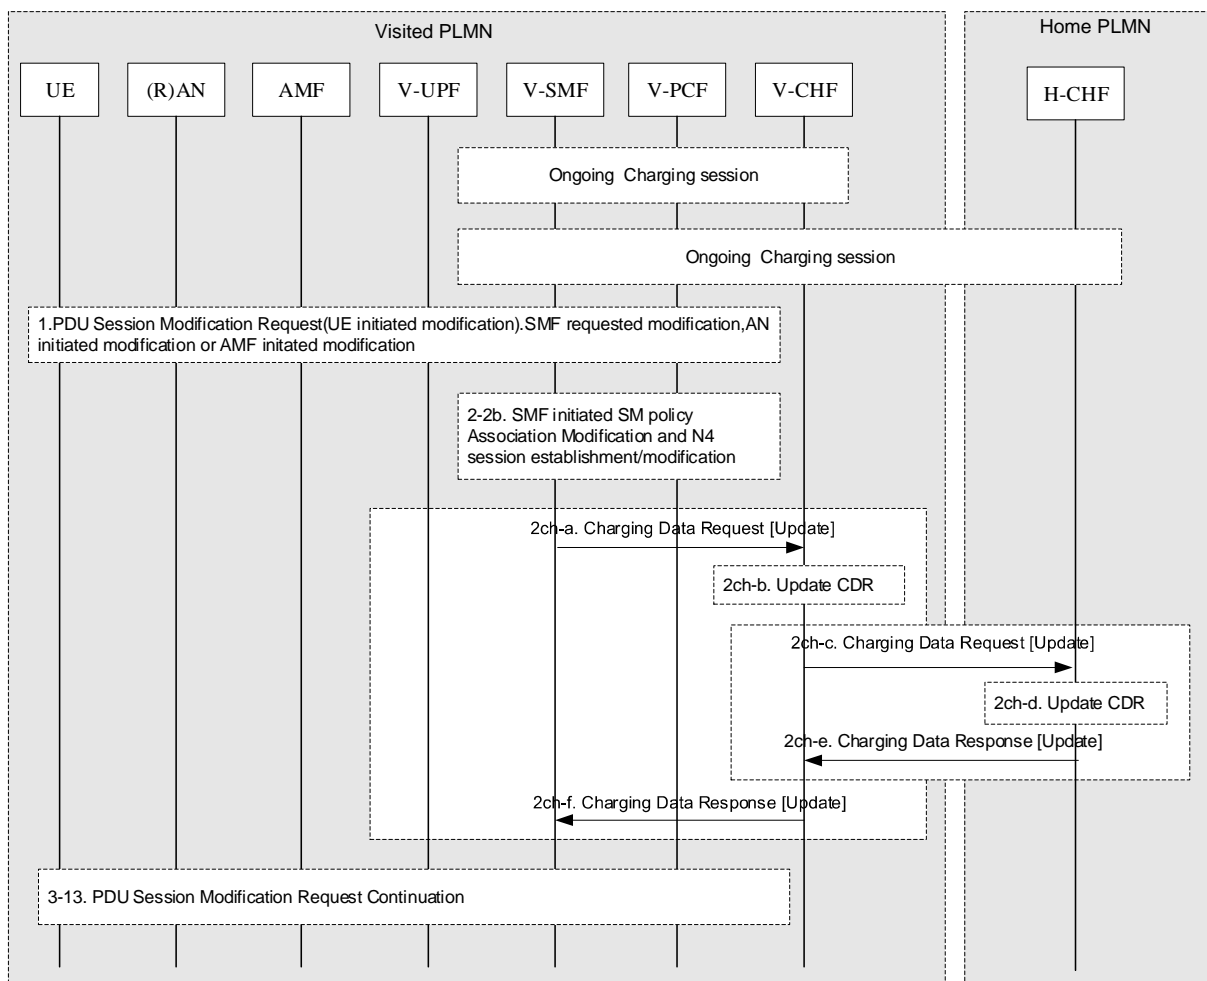 Visited PLMN
Home PLMN
UE
(R)AN
AMF
V-UPF
V-SMF
V-PCF
V-CHF
H-CHF
Ongoing Charging session
Ongoing Charging session
1.PDU Session Modification Request(UE initiated modification).SMF requested modification,AN
initiated modification or AMF initated modification
2-2b. SMF initiated SM policy
Association Modification and N4
session establishment/modification
2ch-a. Charging Data Request [Update]
2ch-b. Update CDR
2ch-c. Charging Data Request [Update]
2ch-d. Update CDR
2ch-e. Charging Data Response [Update]
2ch-f. Charging Data Response [Update]
3-13. PDU Session Modification Request Continuation